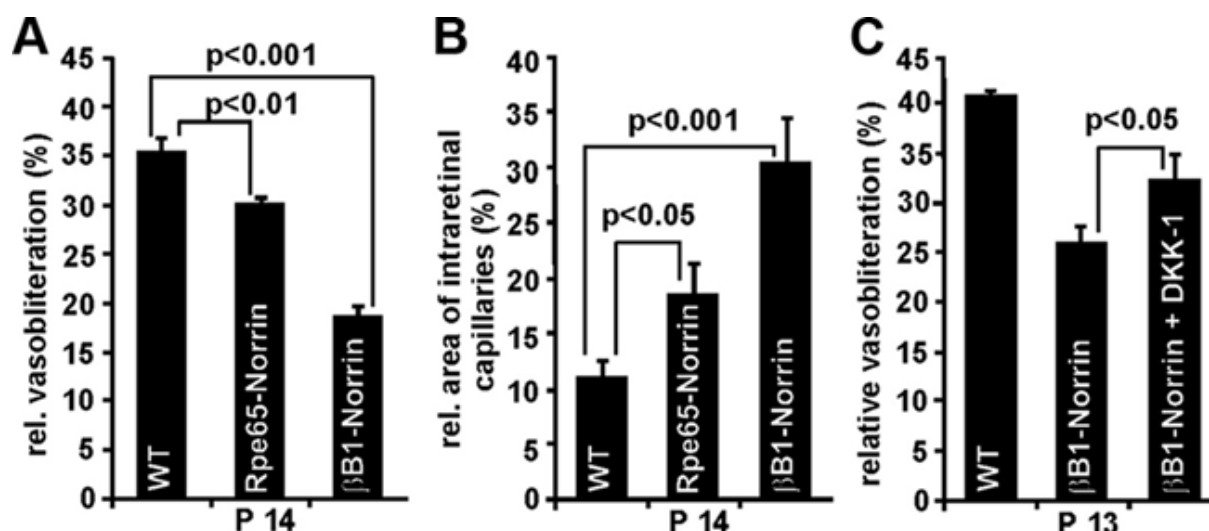 A
rel. vasobliteration (%)
45
40
35
30
25
20
15
10
5
0
p<0.001
p<0.01
WT
Rpe65-Norrin
βB1-Norrin
P 14
B
rel. area of intraretinal
capillaries (%)
40
35
30
25
20
15
10
5
0
p<0.001
p<0.05
WT
Rpe65-Norrin
βB1-Norrin
P 14
C
relative vasobliteration (%)
45
40
35
30
25
20
15
10
5
0
p<0.05
WT
βB1-Norrin
βB1-Norrin + DKK-1
P 13